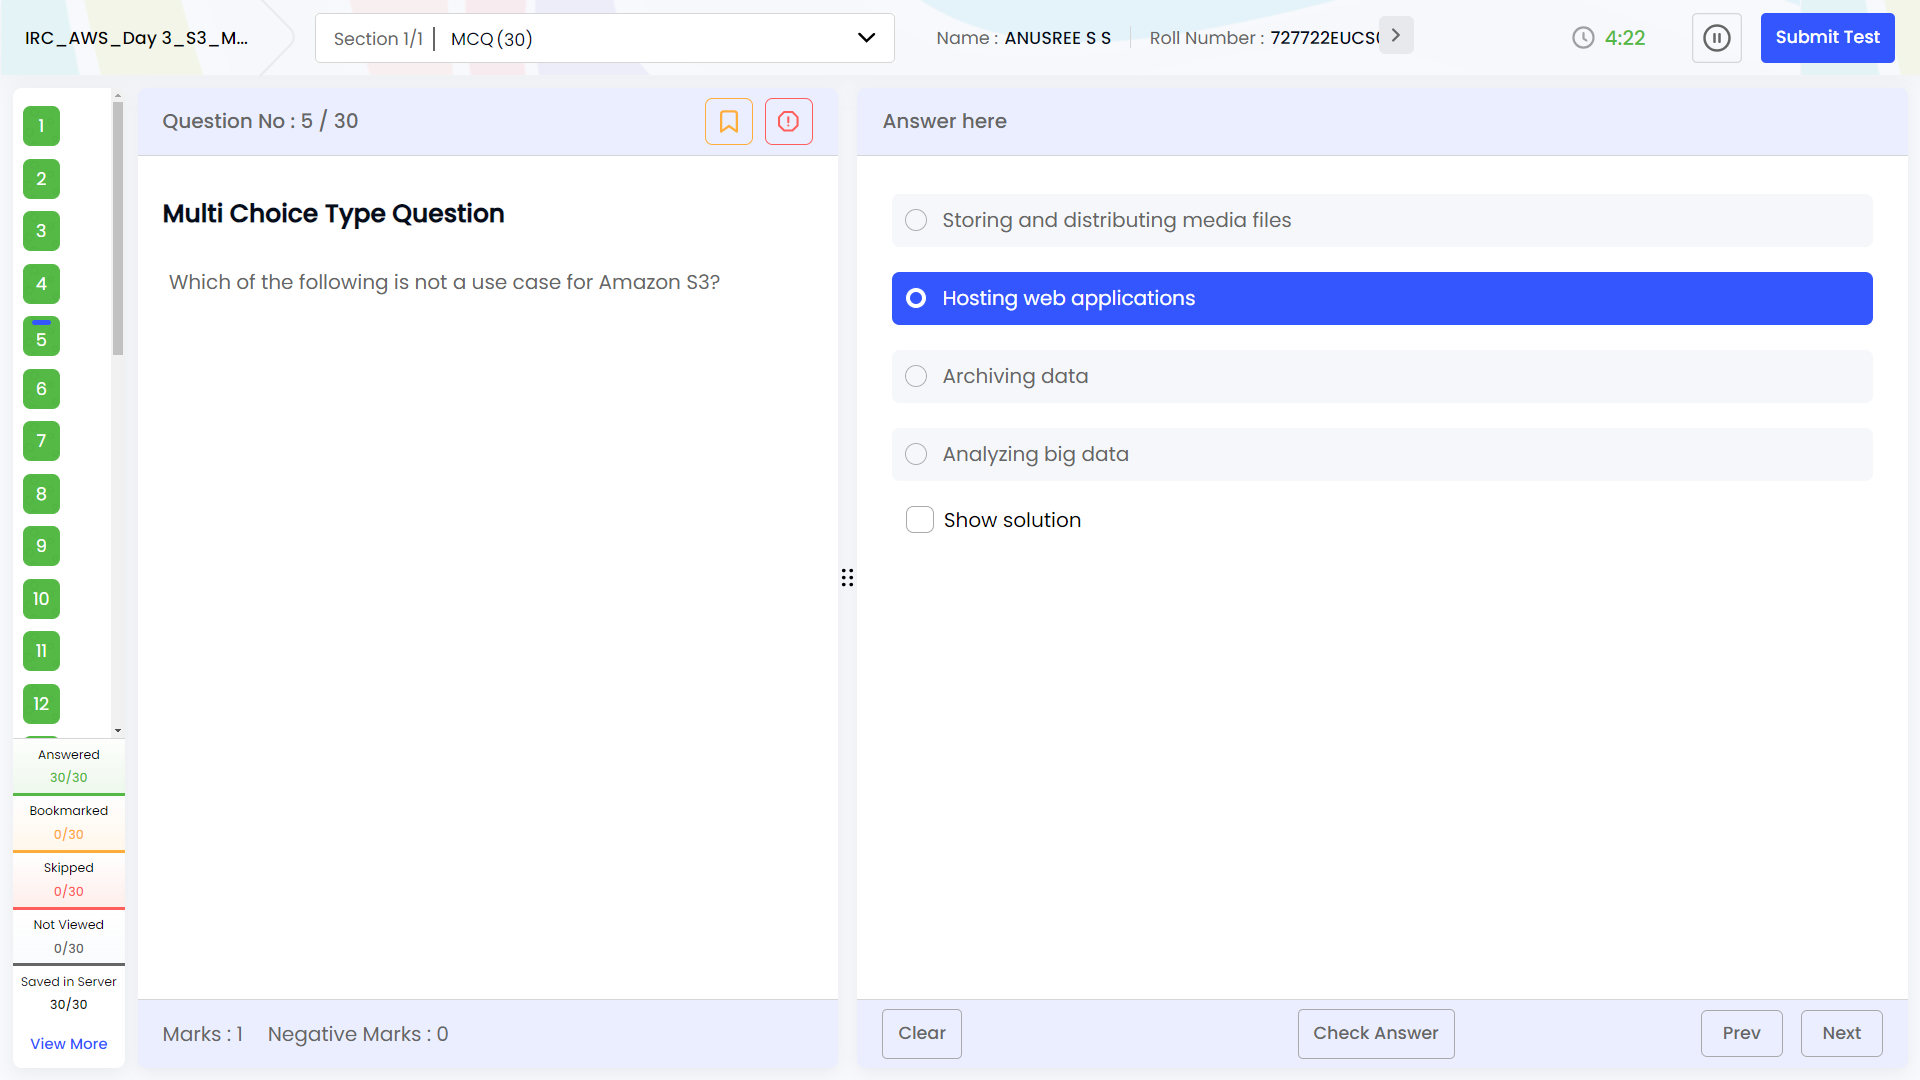 IRC_AWS_Day 3_S3_M...
Section 1/1 | MCQ (30)
Name : ANUSREE S S
Roll Number : 727722EUCS
4:22
Submit Test
1
2
3
4
5
6
7
8
9
10
11
12
Answered
30/30
Bookmarked
0/30
Skipped
0/30
Not Viewed
0/30
Saved in Server
30/30
View More
Question No : 5 / 30
Multi Choice Type Question
Which of the following is not a use case for Amazon S3?
Marks : 1 Negative Marks : 0
Answer here
Storing and distributing media files
Hosting web applications
Archiving data
Analyzing big data
Show solution
Clear
Check Answer
Prev
Next